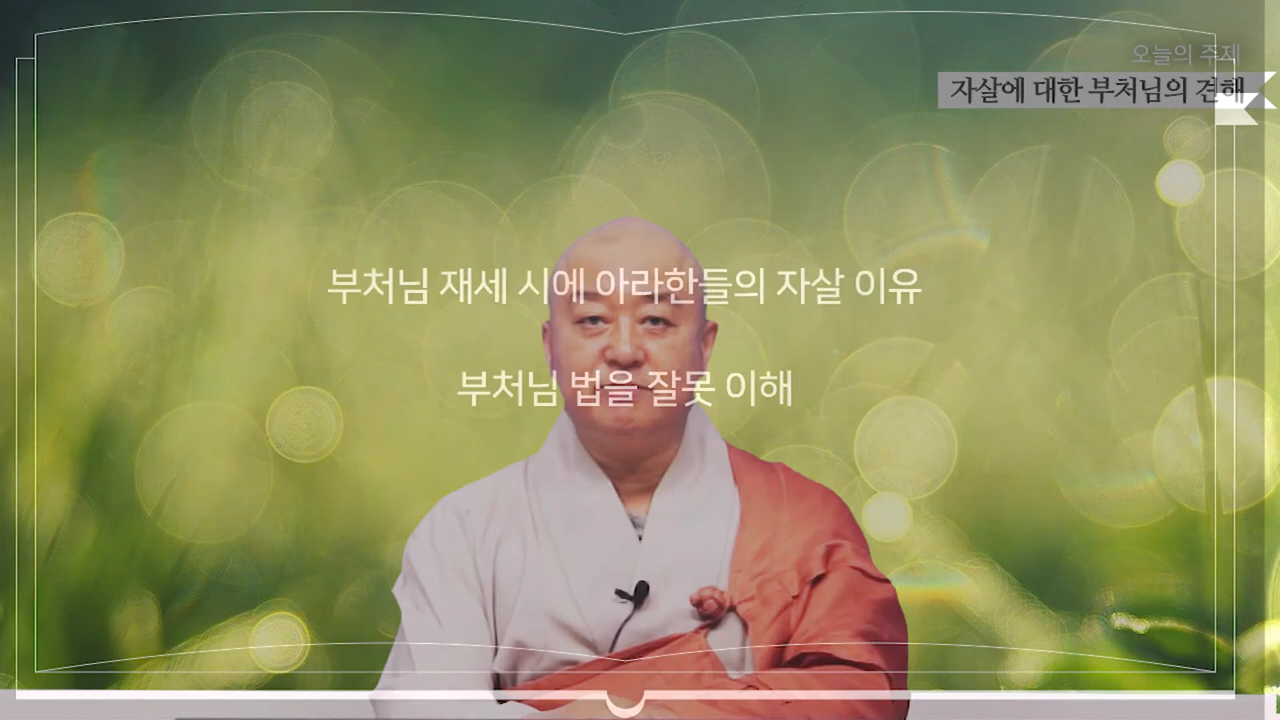 오늘의 주제
자살에 대한 부처님의 견해
부처님 재세 시에 아라한들의 자살 이유
부처님 법을 잘못 이해